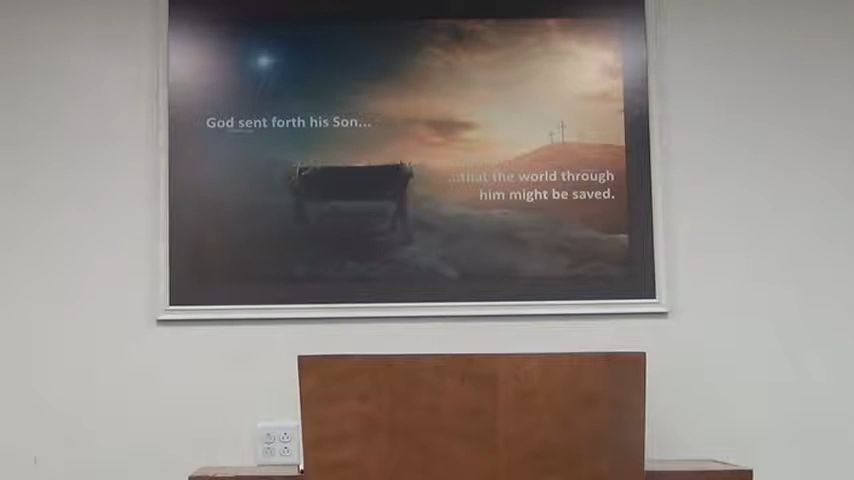 God sent forth his Son...
...that the world through
him might be saved.